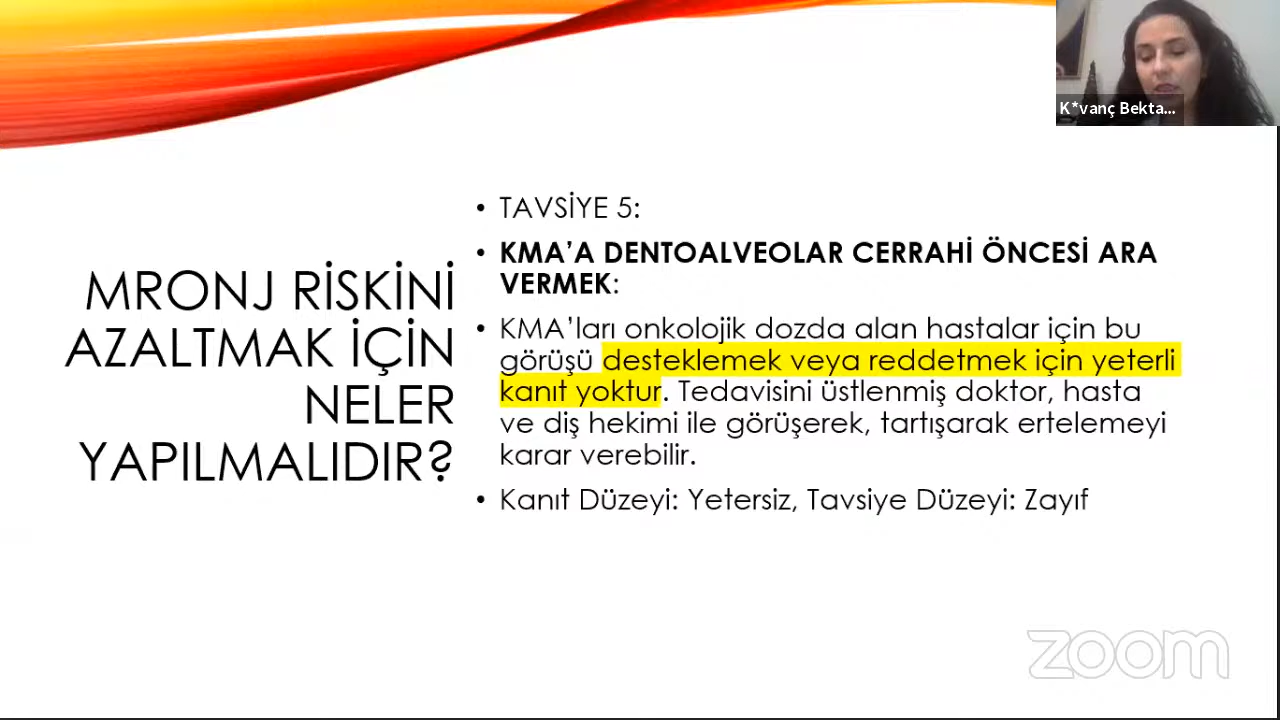 MRONJ RİSKİNİ
AZALTMAK İÇİN
NELER
YAPILMALIDIR?
• TAVSİYE 5:
• KMA’A DENTOALVEOLAR CERRAHİ ÖNCESİ ARA
VERMEK:
• KMA’ları onkolojik dozda alan hastalar için bu
görüşü desteklemek veya reddetmek için yeterli
kanıt yoktur. Tedavisini üstlenmiş doktor, hasta
ve diş hekimi ile görüşerek, tartışarak ertelemeyi
karar verebilir.
• Kanıt Düzeyi: Yetersiz, Tavsiye Düzeyi: Zayıf
K*vanç Bekta...
zoom